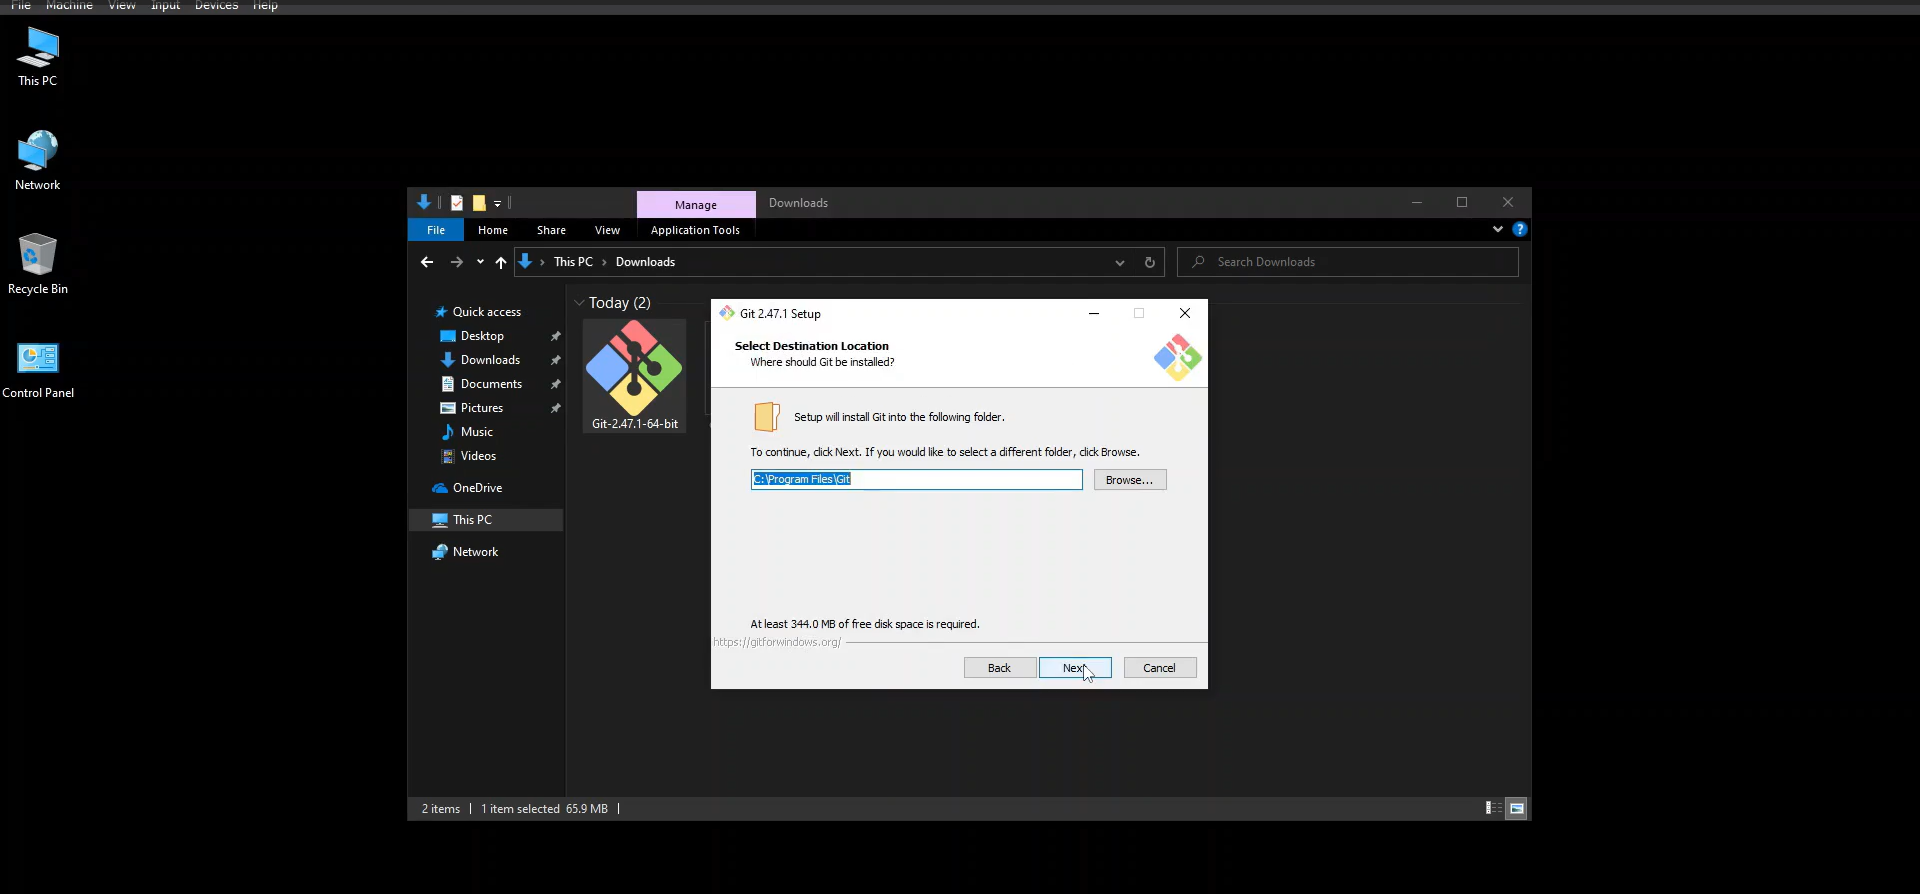 File Machine View Input Devices Help
This PC
Network
Recycle Bin
Control Panel
Manage Downloads
File Home Share View Application Tools
This PC > Downloads
Search Downloads
Quick access
Desktop
Downloads
Documents
Pictures
Music
Videos
OneDrive
This PC
Network
Today (2)
Git-2.47.1-64-bit
Git 2.47.1 Setup
Select Destination Location
Where should Git be installed?
Setup will install Git into the following folder.
To continue, click Next. If you would like to select a different folder, click Browse.
C:\Program Files\Git
Browse...
At least 344.0 MB of free disk space is required.
https://gitforwindows.org/
Back Next Cancel
2 items 1 item selected 65.9 MB